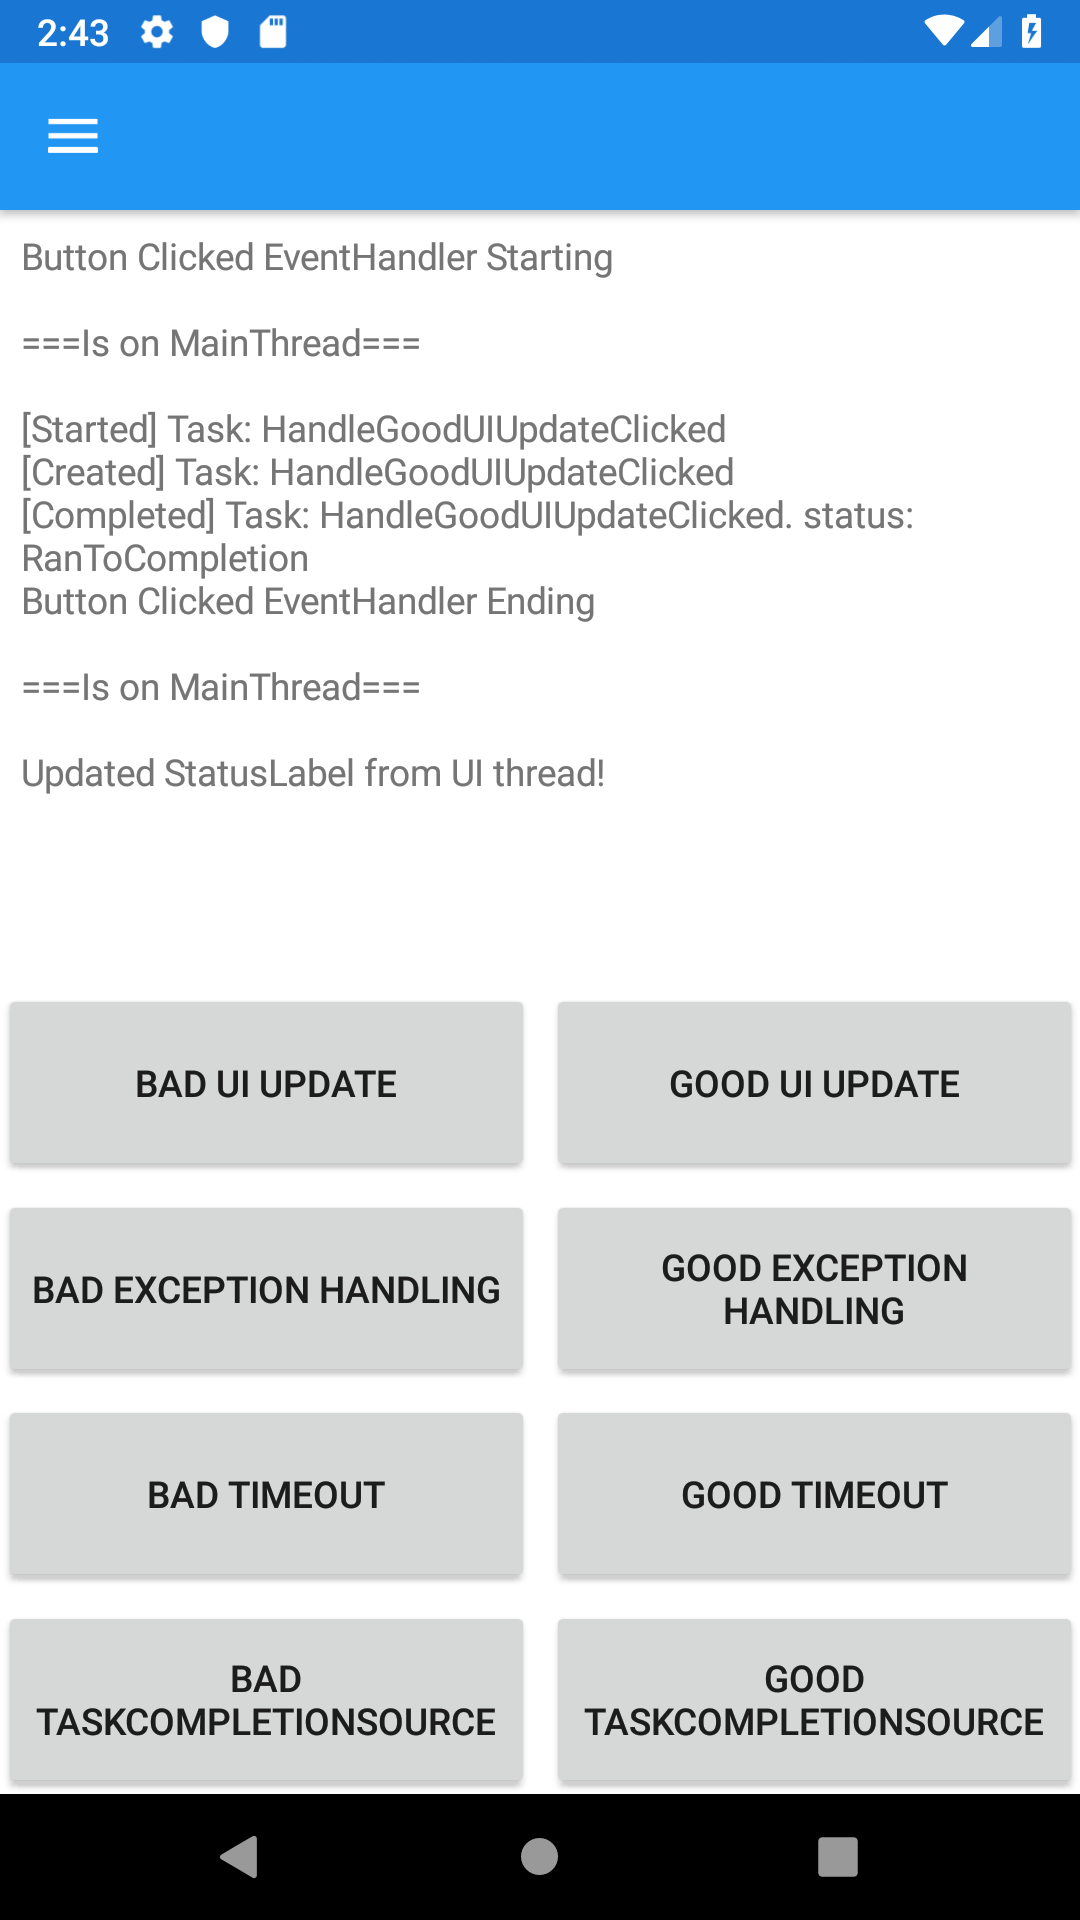 2:43
Button Clicked EventHandler Starting
===Is on MainThread===
[Started] Task: HandleGoodUIUpdateClicked
[Created] Task: HandleGoodUIUpdateClicked
[Completed] Task: HandleGoodUIUpdateClicked. status:
RanToCompletion
Button Clicked EventHandler Ending
===Is on MainThread===
Updated StatusLabel from UI thread!
BAD UI UPDATE
GOOD UI UPDATE
BAD EXCEPTION HANDLING
GOOD EXCEPTION
HANDLING
BAD TIMEOUT
GOOD TIMEOUT
BAD
TASKCOMPLETIONSOURCE
GOOD
TASKCOMPLETIONSOURCE